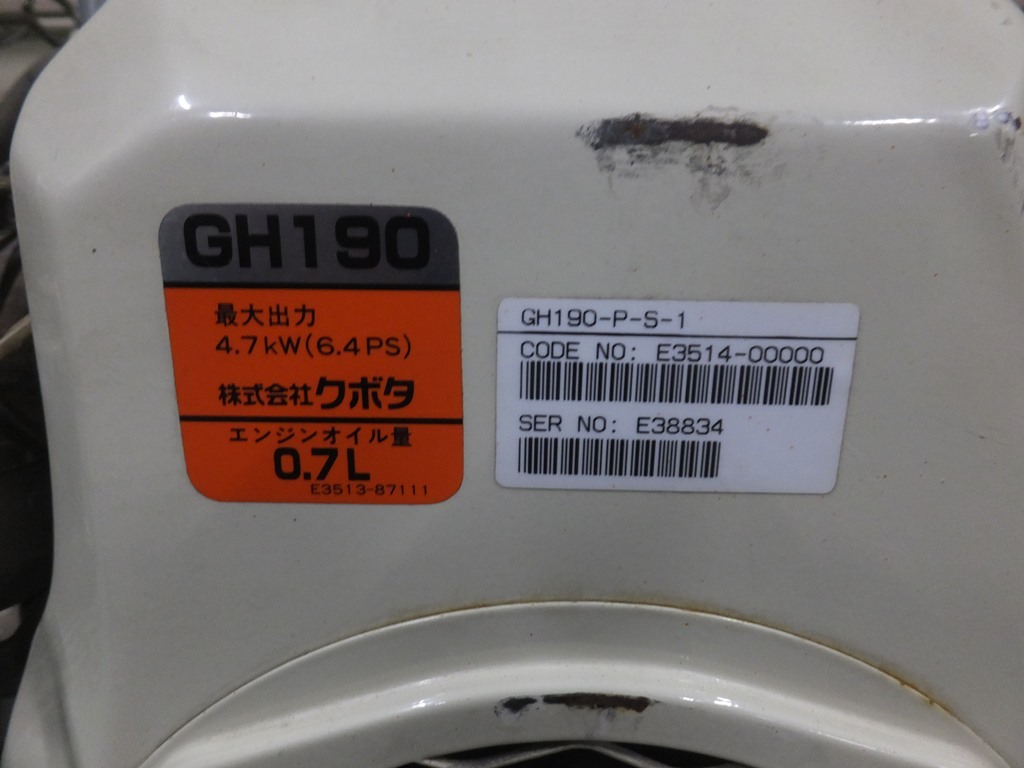 GH190
最大出力
4.7kW(6.4PS)
株式会社クボタ
エンジンオイル量
0.7L
E3513-87111
GH190-P-S-1
CODE NO: E3514-00000
SER NO: E38834